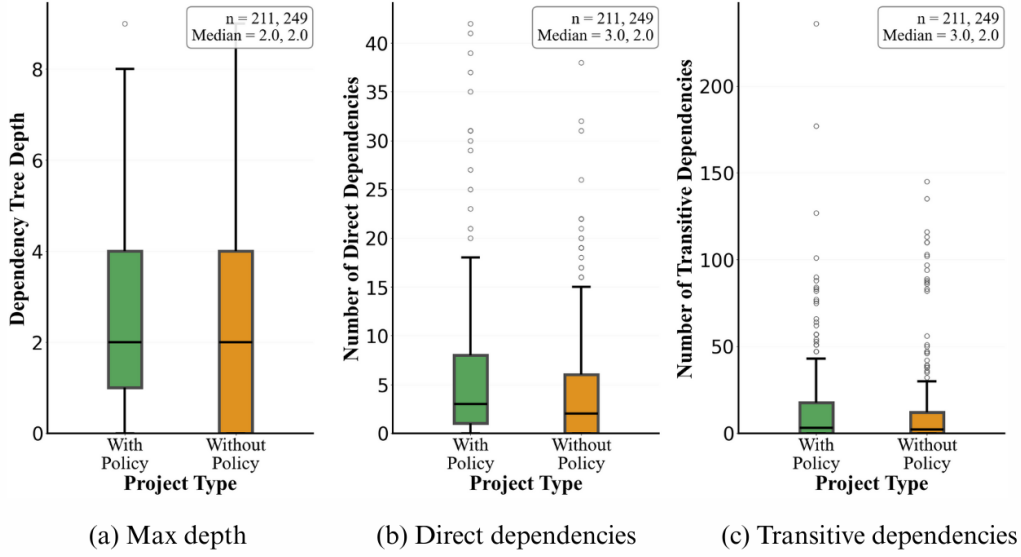 n = 211, 249
Median = 2.0, 2.0
Dependency Tree Depth
8
6
4
2
0
With
Policy
Without
Policy
Project Type
(a) Max depth
n = 211, 249
Median = 3.0, 2.0
Number of Direct Dependencies
40
35
30
25
20
15
10
5
0
With
Policy
Without
Policy
Project Type
(b) Direct dependencies
n = 211, 249
Median = 3.0, 2.0
Number of Transitive Dependencies
200
150
100
50
0
With
Policy
Without
Policy
Project Type
(c) Transitive dependencies